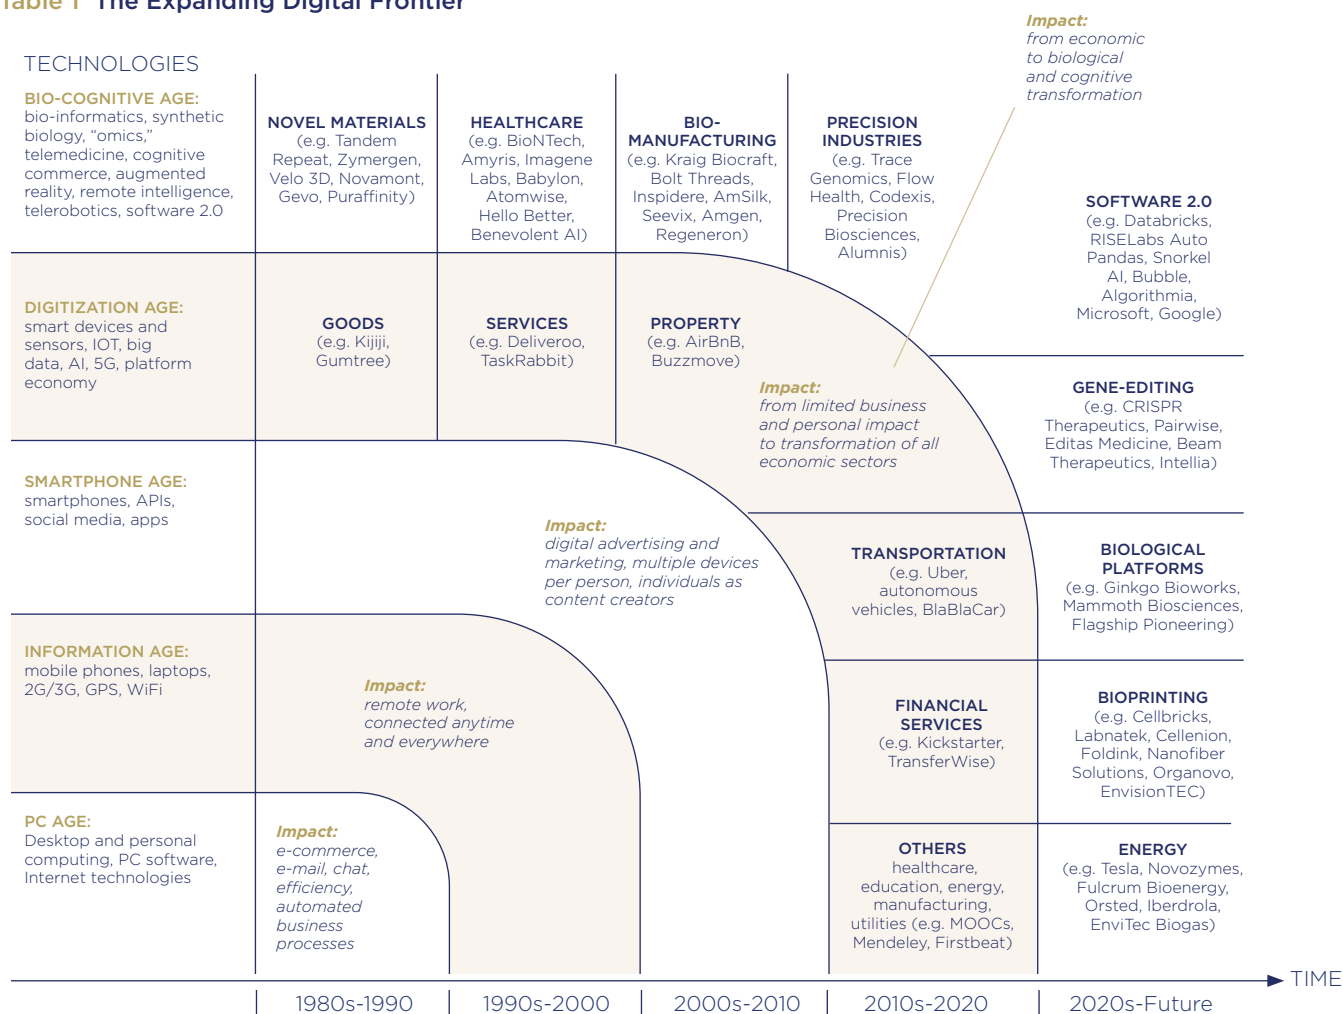 Table 1 The Expanding Digital Frontier
Impact:
from economic
to biological
and cognitive
transformation
TECHNOLOGIES
BIO-COGNITIVE AGE:
bio-informatics, synthetic
biology, “omics,”
telemedicine, cognitive
commerce, augmented
reality, remote intelligence,
telerobotics, software 2.0
NOVEL MATERIALS
(e.g. Tandem
Repeat, Zymergen,
Velo 3D, Novamont,
Gevo, Puraffinity)
HEALTHCARE
(e.g. BioNTech,
Amyris, Imagene
Labs, Babylon,
Atomwise,
Hello Better,
Benevolent AI)
BIO-
MANUFACTURING
(e.g. Kraig Biocraft,
Bolt Threads,
Inspidere, AmSilk,
Seevix, Amgen,
Regeneron)
PRECISION
INDUSTRIES
(e.g. Trace
Genomics, Flow
Health, Codexis,
Precision
Biosciences,
Alumnis)
SOFTWARE 2.0
(e.g. Databricks,
RISELabs Auto
Pandas, Snorkel
AI, Bubble,
Algorithmia,
Microsoft, Google)
DIGITIZATION AGE:
smart devices and
sensors, IOT, big
data, AI, 5G, platform
economy
GOODS
(e.g. Kijiji,
Gumtree)
SERVICES
(e.g. Deliveroo,
TaskRabbit)
PROPERTY
(e.g. AirBnB,
Buzzmove)
Impact:
from limited business
and personal impact
to transformation of all
economic sectors
GENE-EDITING
(e.g. CRISPR
Therapeutics, Pairwise,
Editas Medicine, Beam
Therapeutics, Intellia)
SMARTPHONE AGE:
smartphones, APIs,
social media, apps
Impact:
digital advertising and
marketing, multiple devices
per person, individuals as
content creators
TRANSPORTATION
(e.g. Uber,
autonomous
vehicles, BlaBlaCar)
BIOLOGICAL
PLATFORMS
(e.g. Ginkgo Bioworks,
Mammoth Biosciences,
Flagship Pioneering)
INFORMATION AGE:
mobile phones, laptops,
2G/3G, GPS, WiFi
Impact:
remote work,
connected anytime
and everywhere
FINANCIAL
SERVICES
(e.g. Kickstarter,
TransferWise)
BIOPRINTING
(e.g. Cellbricks,
Labnatek, Cellenion,
Foldink, Nanofiber
Solutions, Organovo,
EnvisionTEC)
PC AGE:
Desktop and personal
computing, PC software,
Internet technologies
Impact:
e-commerce,
e-mail, chat,
efficiency,
automated
business
processes
OTHERS
healthcare,
education, energy,
manufacturing,
utilities (e.g. MOOCs,
Mendeley, Firstbeat)
ENERGY
(e.g. Tesla, Novozymes,
Fulcrum Bioenergy,
Orsted, Iberdrola,
EnviTec Biogas)
TIME
1980s-1990
1990s-2000
2000s-2010
2010s-2020
2020s-Future